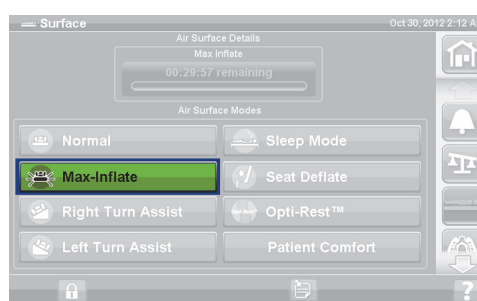 Surface
Oct 30, 2012 2:12 A
Air Surface Details
Max Inflate
00:29:57 remaining
Air Surface Modes
Normal
Sleep Mode
Max-Inflate
Seat Deflate
Right Turn Assist
Opti-Rest™
Left Turn Assist
Patient Comfort
?